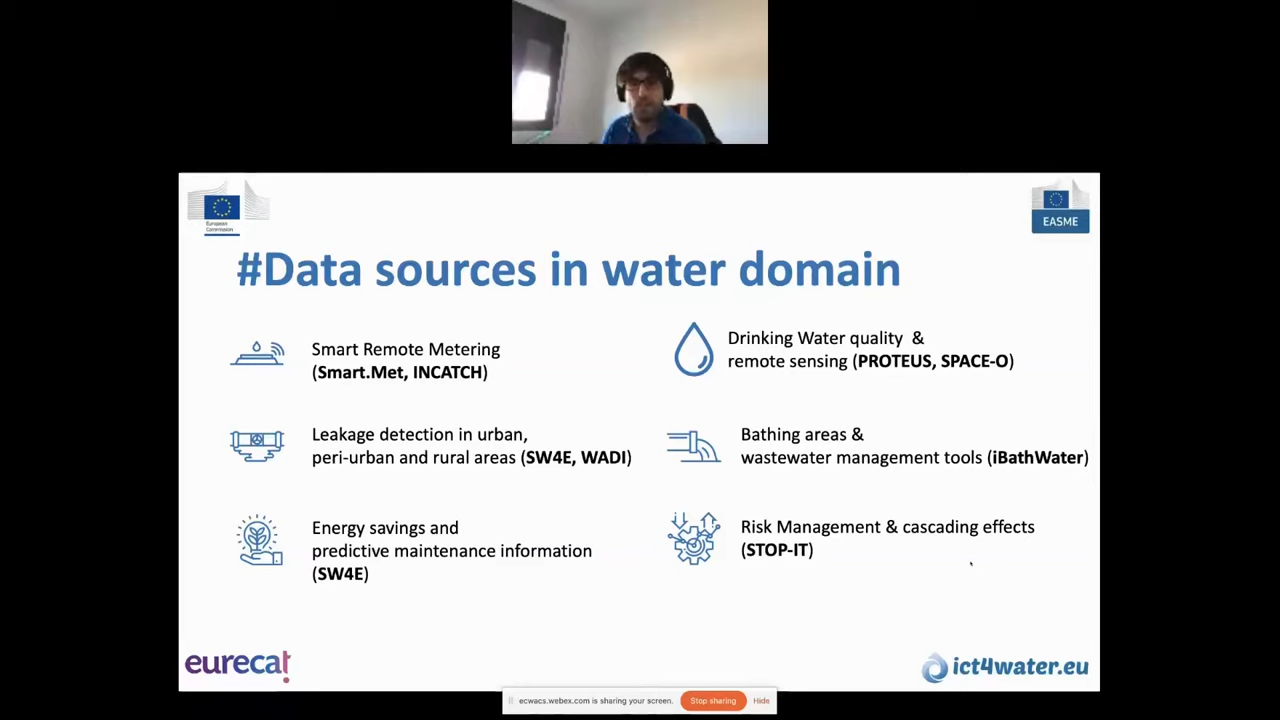 European
Commission
EASME
#Data sources in water domain
Smart Remote Metering
(Smart.Met, INCATCH)
Drinking Water quality &
remote sensing (PROTEUS, SPACE-O)
Leakage detection in urban,
peri-urban and rural areas (SW4E, WADI)
Bathing areas &
wastewater management tools (iBathWater)
Energy savings and
predictive maintenance information
(SW4E)
Risk Management & cascading effects
(STOP-IT)
eurecat
ict4water.eu
ecwacs.webex.com is sharing your screen.
Stop sharing
Hide